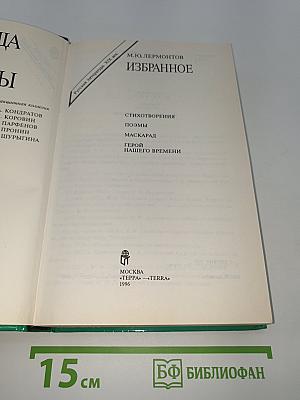 ЦА
Ы
КОНДРАТОВ
КОРОВИН
ПАРФЕНОВ
ПРОНИН
ШУРЫГИНА
М.Ю. ЛЕРМОНТОВ
ИЗБРАННОЕ
СТИХОТВОРЕНИЯ
ПОЭМЫ
МАСКАРАД
ГЕРОЙ
НАШЕГО ВРЕМЕНИ
МОСКВА
«ТЕРРА» — «TERRA»
1996
15 см
БФ БИБЛИОФАН